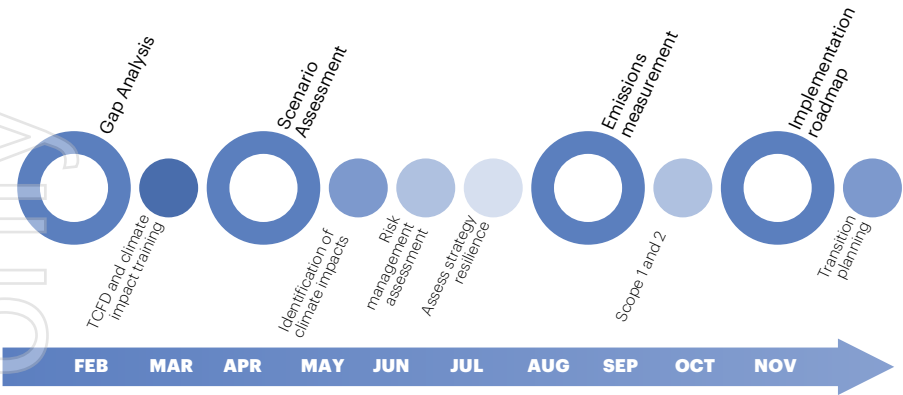 Gap Analysis
Scenario
Assessment
Emissions
measurement
Implementation
roadmap
TCFD and climate
impact training
Identification of
climate impacts
Risk
management
assessment
Assess strategy
resilience
Scope 1 and 2
Transition
planning
FEB MAR APR MAY JUN JUL AUG SEP OCT NOV